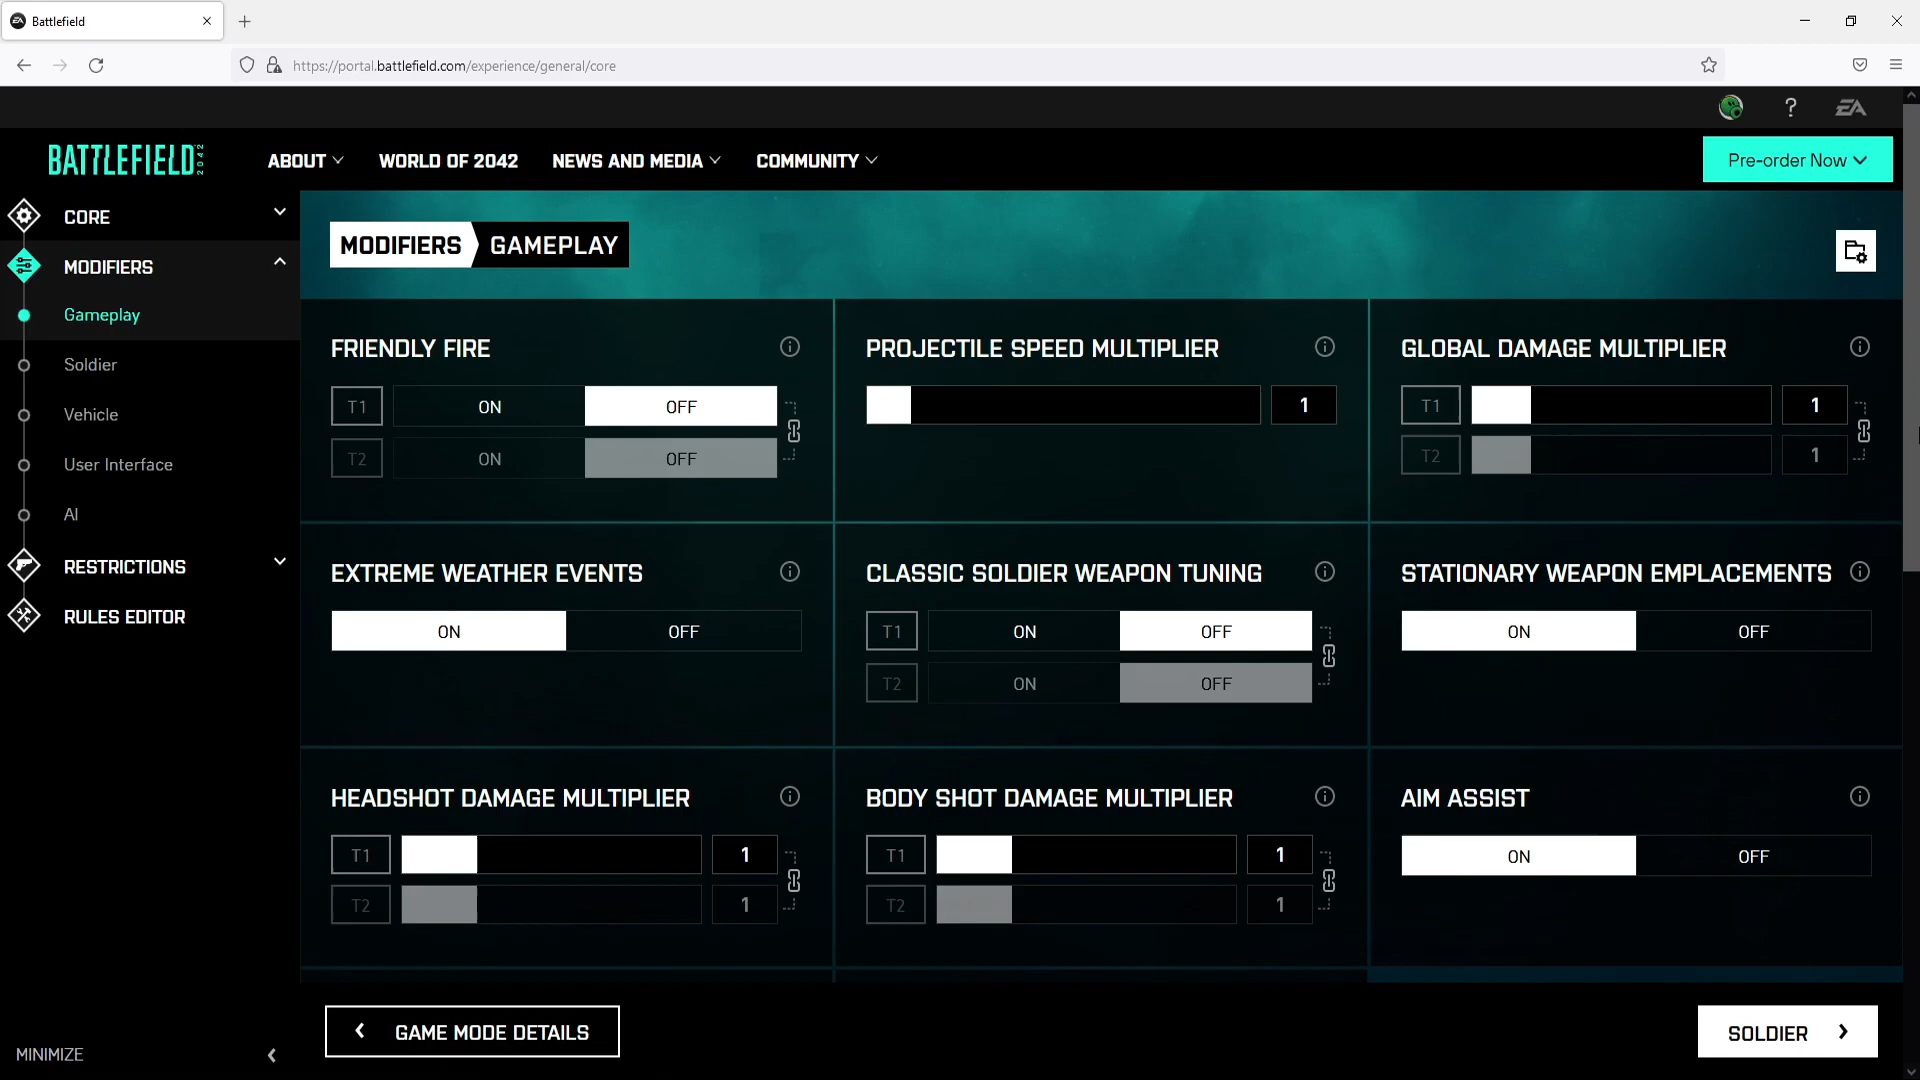 Battlefield
https://portal.battlefield.com/experience/general/core
BATTLEFIELD 2042
ABOUT
WORLD OF 2042
NEWS AND MEDIA
COMMUNITY
Pre-order Now
EA
CORE
MODIFIERS
Gameplay
Soldier
Vehicle
User Interface
AI
RESTRICTIONS
RULES EDITOR
MINIMIZE
MODIFIERS GAMEPLAY
FRIENDLY FIRE
T1 ON OFF
T2 ON OFF
PROJECTILE SPEED MULTIPLIER
1
GLOBAL DAMAGE MULTIPLIER
T1 1
T2 1
EXTREME WEATHER EVENTS
ON OFF
CLASSIC SOLDIER WEAPON TUNING
T1 ON OFF
T2 ON OFF
STATIONARY WEAPON EMPLACEMENTS
ON OFF
HEADSHOT DAMAGE MULTIPLIER
T1 1
T2 1
BODY SHOT DAMAGE MULTIPLIER
T1 1
T2 1
AIM ASSIST
ON OFF
GAME MODE DETAILS
SOLDIER